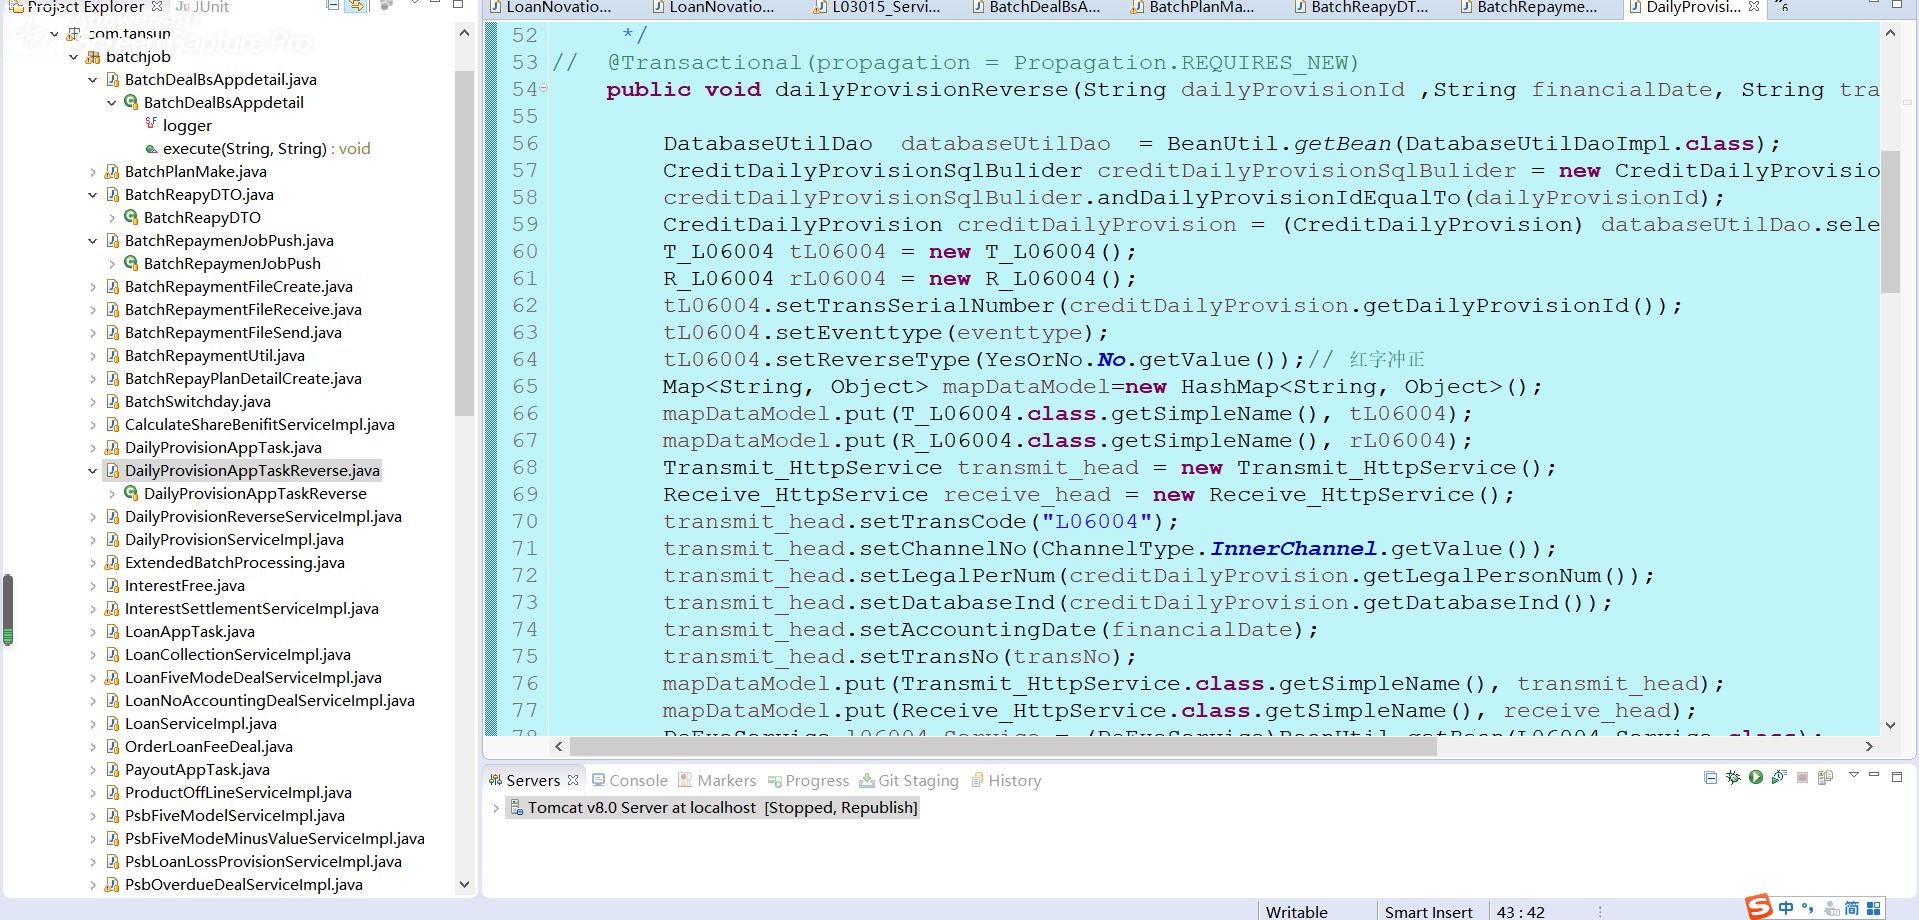 Project Explorer
JUnit
Apowersoft
Screen Capture Pro
com.tansun
batchjob
BatchDealBsAppdetail.java
BatchDealBsAppdetail
logger
execute(String, String) : void
BatchPlanMake.java
BatchReapyDTO.java
BatchReapyDTO
BatchRepaymenJobPush.java
BatchRepaymenJobPush
BatchRepaymentFileCreate.java
BatchRepaymentFileReceive.java
BatchRepaymentFileSend.java
BatchRepaymentUtil.java
BatchRepayPlanDetailCreate.java
BatchSwitchday.java
CalculateShareBenifitServiceImpl.java
DailyProvisionAppTask.java
DailyProvisionAppTaskReverse.java
DailyProvisionAppTaskReverse
DailyProvisionReverseServiceImpl.java
DailyProvisionServiceImpl.java
ExtendedBatchProcessing.java
InterestFree.java
InterestSettlementServiceImpl.java
LoanAppTask.java
LoanCollectionServiceImpl.java
LoanFiveModeDealServiceImpl.java
LoanNoAccountingDealServiceImpl.java
LoanServiceImpl.java
OrderLoanFeeDeal.java
PayoutAppTask.java
ProductOffLineServiceImpl.java
PsbFiveModelServiceImpl.java
PsbFiveModeMinusValueServiceImpl.java
PsbLoanLossProvisionServiceImpl.java
PsbOverdueDealServiceImpl.java
LoanNovatio... LoanNovatio... L03015_Servi... BatchDealBsA... BatchPlanMa... BatchReapyDT... BatchRepayme... DailyProvisi... »6
52 */
53 // @Transactional(propagation = Propagation.REQUIRES_NEW)
54 public void dailyProvisionReverse(String dailyProvisionId ,String financialDate, String tra
55
56 DatabaseUtilDao databaseUtilDao = BeanUtil.getBean(DatabaseUtilDaoImpl.class);
57 CreditDailyProvisionSqlBulider creditDailyProvisionSqlBulider = new CreditDailyProvisio
58 creditDailyProvisionSqlBulider.andDailyProvisionIdEqualTo(dailyProvisionId);
59 CreditDailyProvision creditDailyProvision = (CreditDailyProvision) databaseUtilDao.sele
60 T_L06004 tL06004 = new T_L06004();
61 R_L06004 rL06004 = new R_L06004();
62 tL06004.setTransSerialNumber(creditDailyProvision.getDailyProvisionId());
63 tL06004.setEventtype(eventtype);
64 tL06004.setReverseType(YesOrNo.No.getValue());// 红字冲正
65 Map<String, Object> mapDataModel=new HashMap<String, Object>();
66 mapDataModel.put(T_L06004.class.getSimpleName(), tL06004);
67 mapDataModel.put(R_L06004.class.getSimpleName(), rL06004);
68 Transmit_HttpService transmit_head = new Transmit_HttpService();
69 Receive_HttpService receive_head = new Receive_HttpService();
70 transmit_head.setTransCode("L06004");
71 transmit_head.setChannelNo(ChannelType.InnerChannel.getValue());
72 transmit_head.setLegalPerNum(creditDailyProvision.getLegalPersonNum());
73 transmit_head.setDatabaseInd(creditDailyProvision.getDatabaseInd());
74 transmit_head.setAccountingDate(financialDate);
75 transmit_head.setTransNo(transNo);
76 mapDataModel.put(Transmit_HttpService.class.getSimpleName(), transmit_head);
77 mapDataModel.put(Receive_HttpService.class.getSimpleName(), receive_head);
78 DeExeService l06004_Service = (DeExeService)BeanUtil.getBean(L06004_Service.class);
Servers Console Markers Progress Git Staging History
Tomcat v8.0 Server at localhost [Stopped, Republish]
Writable Smart Insert 43 : 42
S 中 简